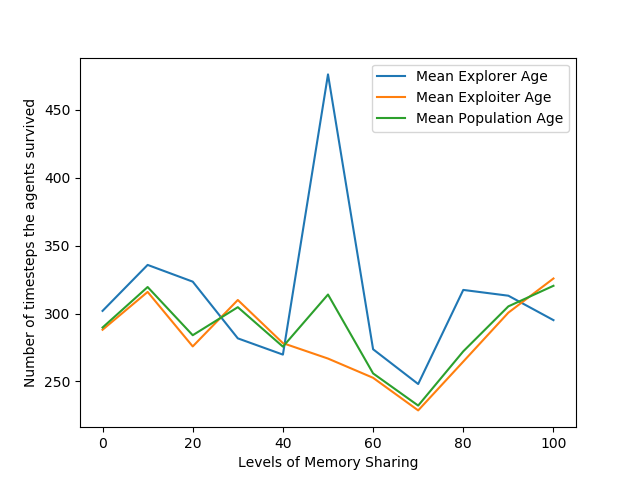 Mean Explorer Age
Mean Exploiter Age
Mean Population Age
Number of timesteps the agents survived
450
400
350
300
250
0 20 40 60 80 100
Levels of Memory Sharing